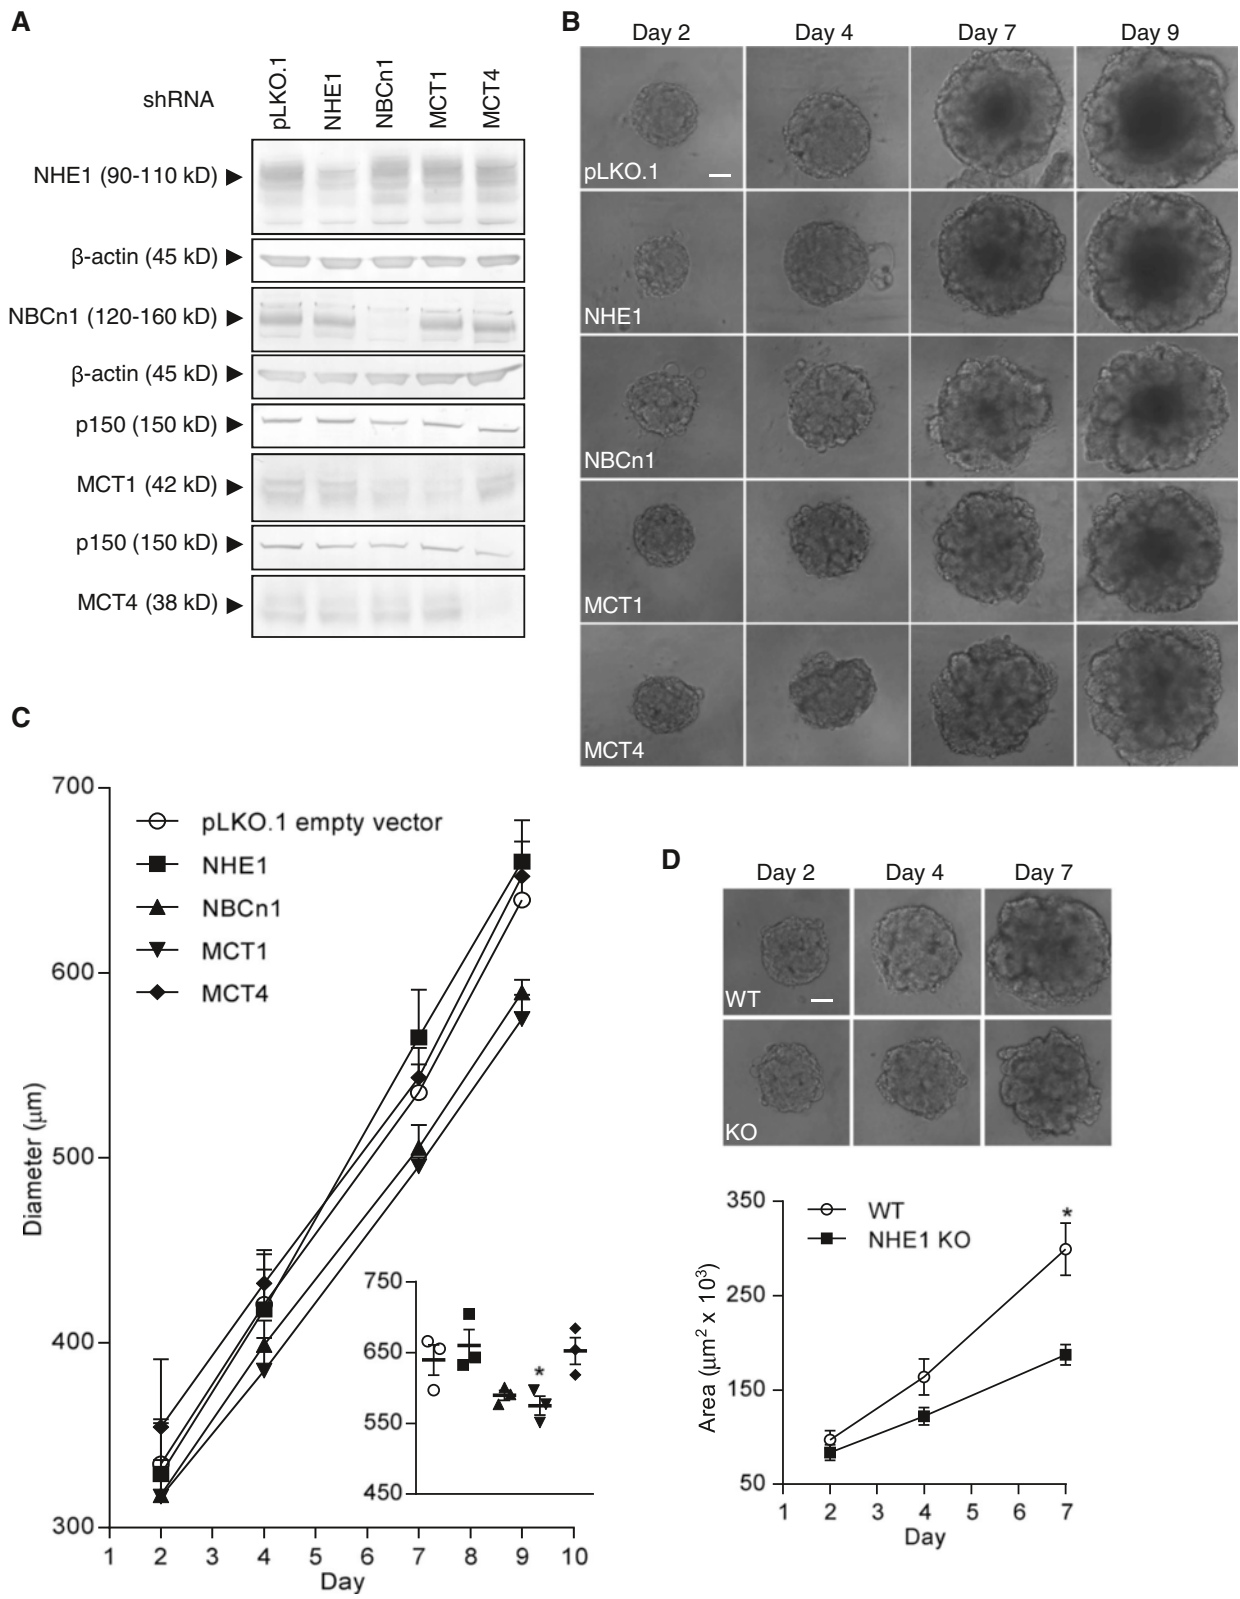 A
shRNA
pLKO.1
NHE1
NBCn1
MCT1
MCT4
NHE1 (90-110 kD)
β-actin (45 kD)
NBCn1 (120-160 kD)
β-actin (45 kD)
p150 (150 kD)
MCT1 (42 kD)
p150 (150 kD)
MCT4 (38 kD)
B
Day 2 Day 4 Day 7 Day 9
pLKO.1
NHE1
NBCn1
MCT1
MCT4
C
700
600
500
400
300
Diameter (μm)
pLKO.1 empty vector
NHE1
NBCn1
MCT1
MCT4
750
650
550
450
*
1 2 3 4 5 6 7 8 9 10
Day
D
Day 2 Day 4 Day 7
WT
KO
350
250
150
50
Area (μm² x 10³)
WT
NHE1 KO
*
1 2 3 4 5 6 7
Day